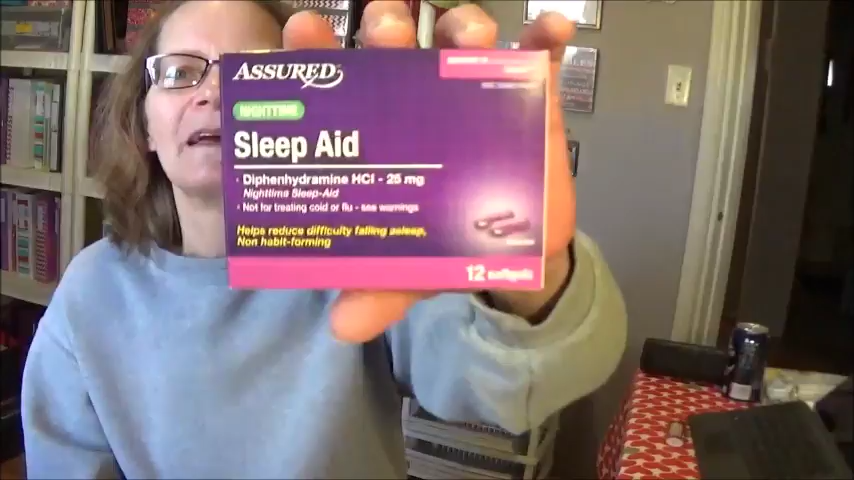 ASSURED
NIGHTTIME
Sleep Aid
• Diphenhydramine HCl - 25 mg
Nighttime Sleep-Aid
• Not for treating cold or flu - see warnings
Helps reduce difficulty falling asleep,
Non habit-forming
12 softgels